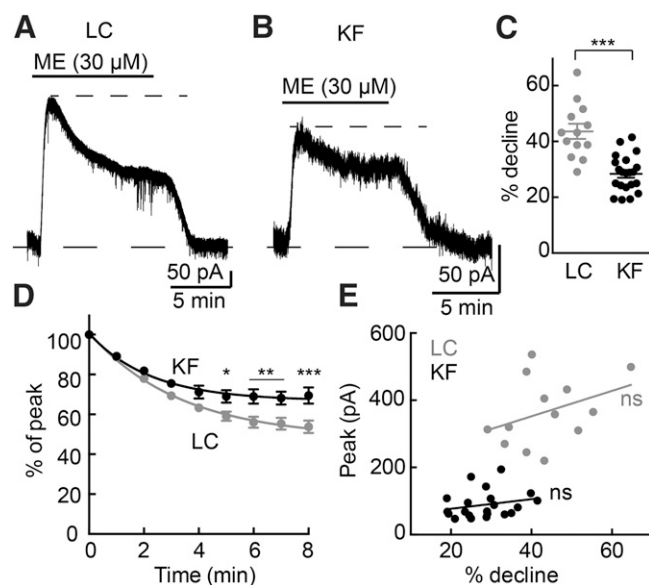 A
LC
ME (30 µM)
50 pA
5 min
B
KF
ME (30 µM)
50 pA
5 min
C
***
% decline
60
40
20
0
LC
KF
D
% of peak
100
80
60
40
0
KF
LC
*
**
***
0
2
4
6
8
Time (min)
E
LC
KF
Peak (pA)
600
400
200
0
ns
ns
20
30
40
50
60
% decline